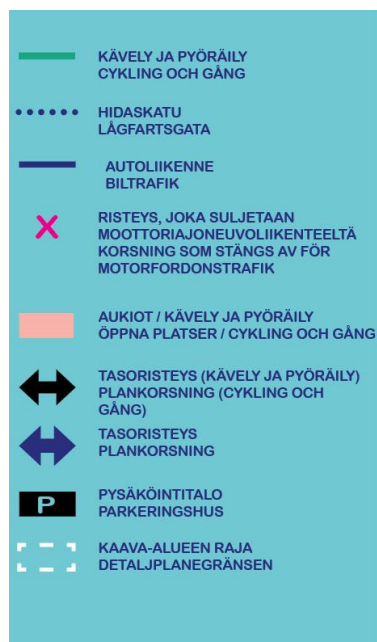 KÄVELY JA PYÖRÄILY
CYKLING OCH GÅNG
HIDASKATU
LÅGFARTSGATA
AUTOLIIKENNE
BILTRAFIK
RISTEYS, JOKA SULJETAAN
MOOTTORIAJONEUVOLIIKENTEELTÄ
KORSNING SOM STÄNGS AV FÖR
MOTORFORDONSTRAFIK
AUKIOT / KÄVELY JA PYÖRÄILY
ÖPPNA PLATSER / CYKLING OCH GÅNG
TASORISTEYS (KÄVELY JA PYÖRÄILY)
PLANKORSNING (CYKLING OCH
GÅNG)
TASORISTEYS
PLANKORSNING
P
PYSÄKÖINTITALO
PARKERINGSHUS
KAAVA-ALUEEN RAJA
DETALJPLANEGRÄNSEN